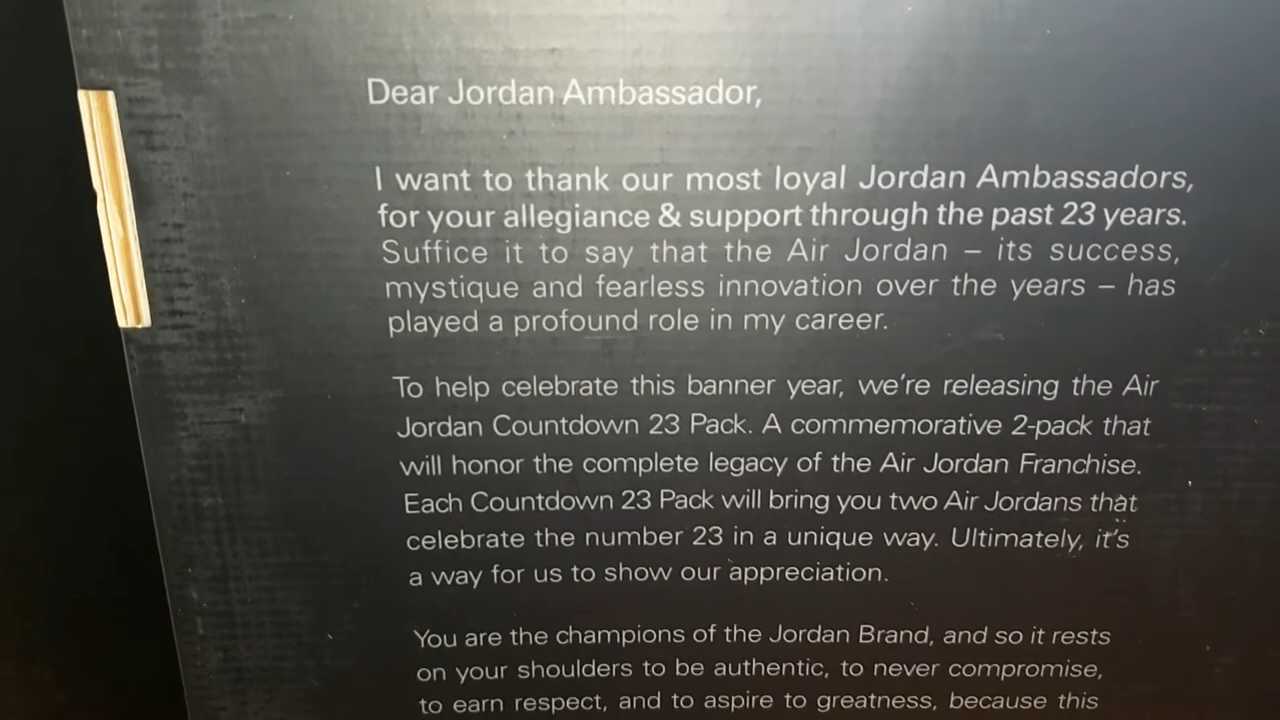 Dear Jordan Ambassador,
I want to thank our most loyal Jordan Ambassadors,
for your allegiance & support through the past 23 years.
Suffice it to say that the Air Jordan – its success,
mystique and fearless innovation over the years – has
played a profound role in my career.
To help celebrate this banner year, we're releasing the Air
Jordan Countdown 23 Pack. A commemorative 2-pack that
will honor the complete legacy of the Air Jordan Franchise.
Each Countdown 23 Pack will bring you two Air Jordans that
celebrate the number 23 in a unique way. Ultimately, it's
a way for us to show our appreciation.
You are the champions of the Jordan Brand, and so it rests
on your shoulders to be authentic, to never compromise,
to earn respect, and to aspire to greatness, because this